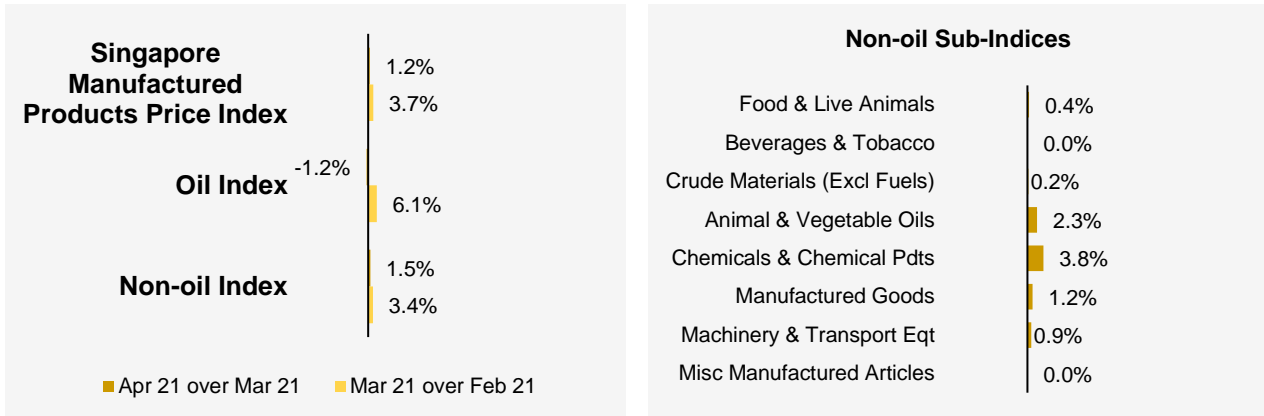 Singapore
Manufactured
Products Price Index
1.2%
3.7%
Oil Index
-1.2%
6.1%
Non-oil Index
1.5%
3.4%
Apr 21 over Mar 21
Mar 21 over Feb 21
Non-oil Sub-Indices
Food & Live Animals 0.4%
Beverages & Tobacco 0.0%
Crude Materials (Excl Fuels) 0.2%
Animal & Vegetable Oils 2.3%
Chemicals & Chemical Pdts 3.8%
Manufactured Goods 1.2%
Machinery & Transport Eqt 0.9%
Misc Manufactured Articles 0.0%